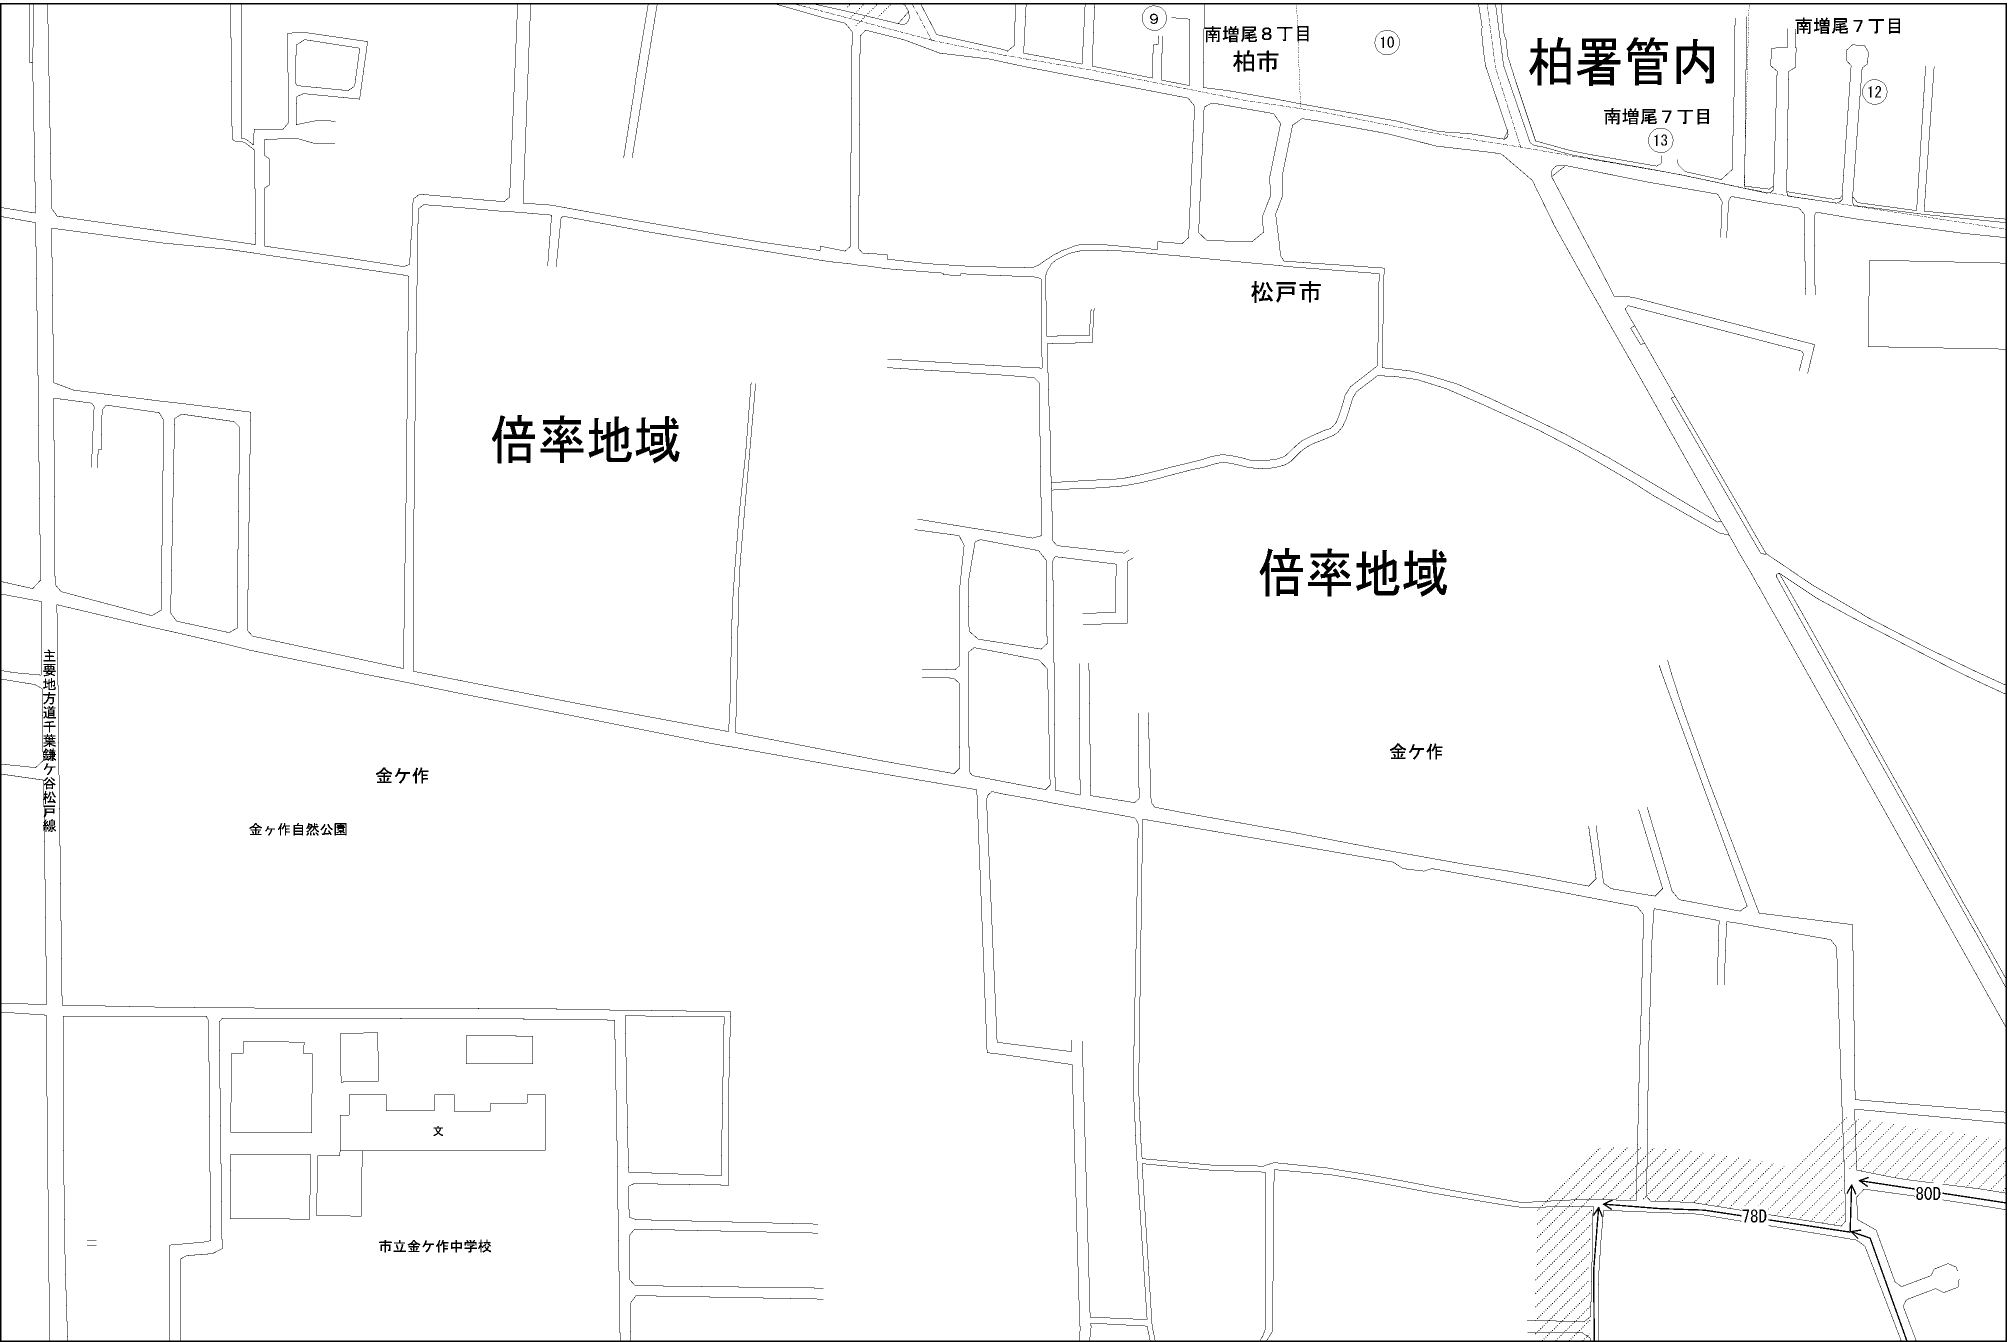 ⑨
南増尾８丁目
柏市
⑩
柏署管内
南増尾７丁目
⑫
南増尾７丁目
⑬
松戸市
倍率地域
倍率地域
主要地方道千葉鎌ケ谷松戸線
金ケ作
金ケ作
金ヶ作自然公園
文
市立金ケ作中学校
80D
78D